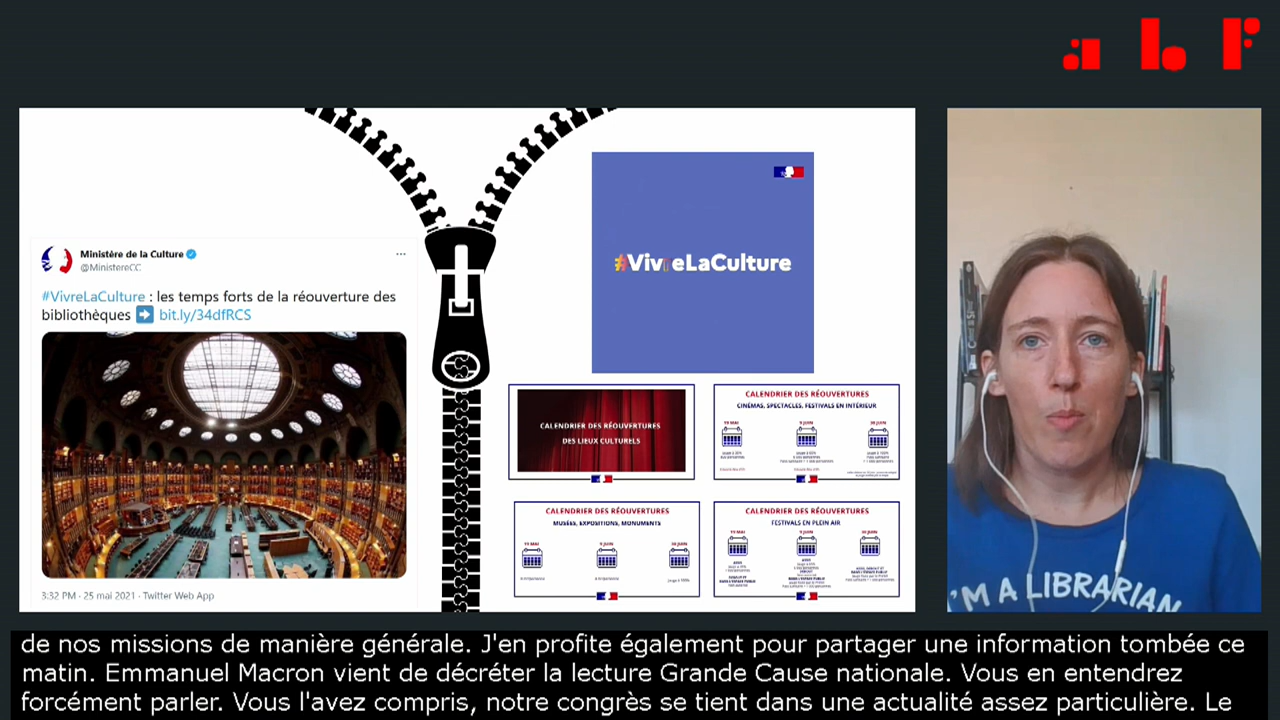 abf
Ministère de la Culture
@MinistereCC
#VivreLaCulture : les temps forts de la réouverture des
bibliothèques ➡ bit.ly/34dfRCS
2021 · Twitter Web App
#VivreLaCulture
CALENDRIER DES RÉOUVERTURES
DES LIEUX CULTURELS
CALENDRIER DES RÉOUVERTURES
CINÉMAS, SPECTACLES, FESTIVALS EN INTÉRIEUR
19 MAI
9 JUIN
30 JUIN
CALENDRIER DES RÉOUVERTURES
MUSÉES, EXPOSITIONS, MONUMENTS
19 MAI
9 JUIN
30 JUIN
CALENDRIER DES RÉOUVERTURES
FESTIVALS EN PLEIN AIR
19 MAI
9 JUIN
30 JUIN
'M A LIBRARIAN
de nos missions de manière générale. J'en profite également pour partager une information tombée ce
matin. Emmanuel Macron vient de décréter la lecture Grande Cause nationale. Vous en entendrez
forcément parler. Vous l'avez compris, notre congrès se tient dans une actualité assez particulière. Le